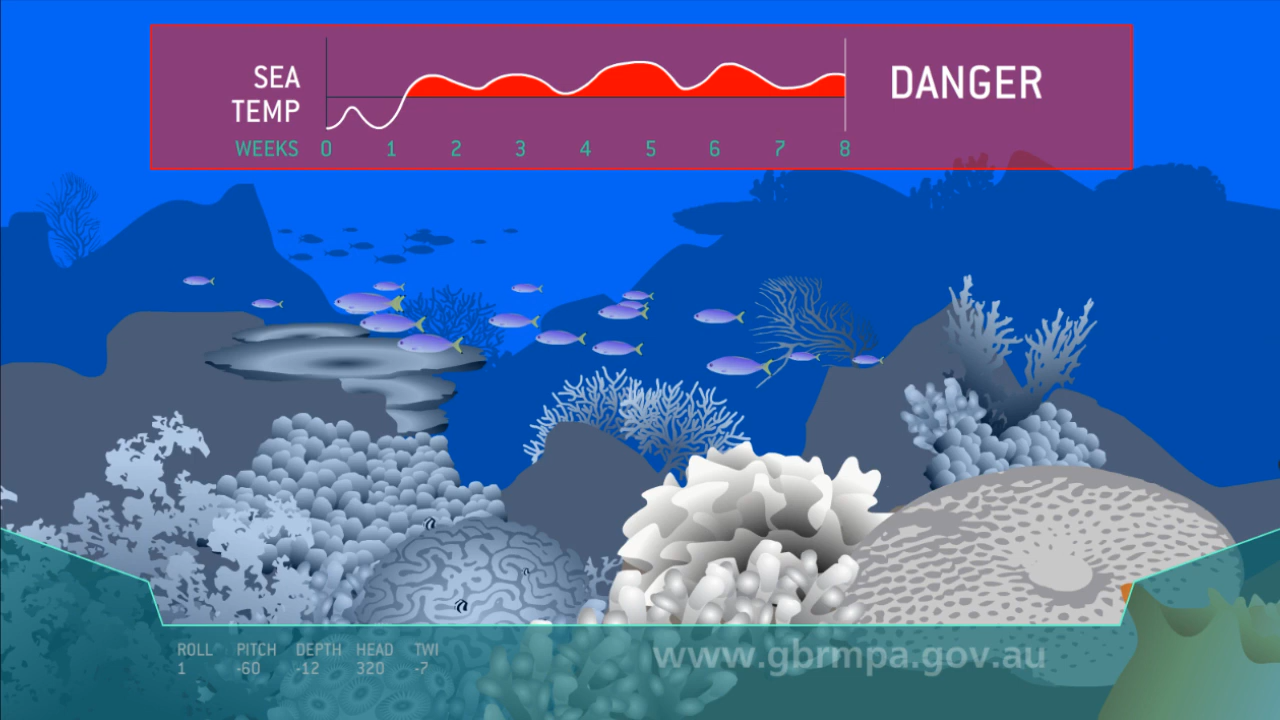 SEA
TEMP
DANGER
WEEKS 0 1 2 3 4 5 6 7 8
ROLL PITCH DEPTH HEAD TWI
1 -60 -12 320 -7
www.gbrmpa.gov.au